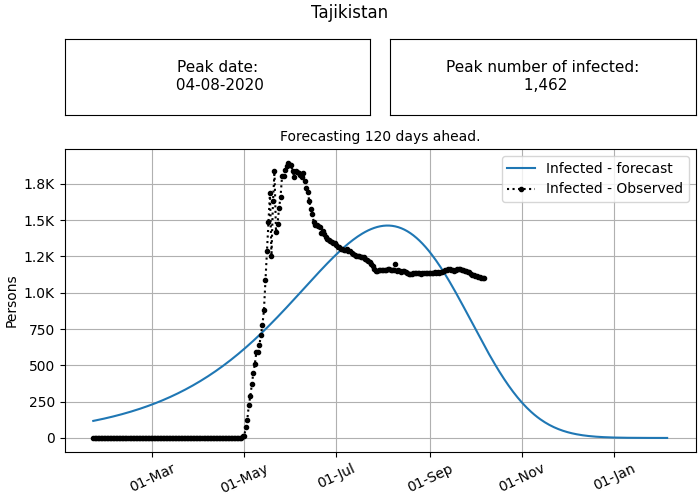 Tajikistan
Peak date:
04-08-2020
Peak number of infected:
1,462
Forecasting 120 days ahead.
Infected - forecast
Infected - Observed
Persons
1.8K
1.5K
1.2K
1.0K
750
500
250
0
01-Mar
01-May
01-Jul
01-Sep
01-Nov
01-Jan